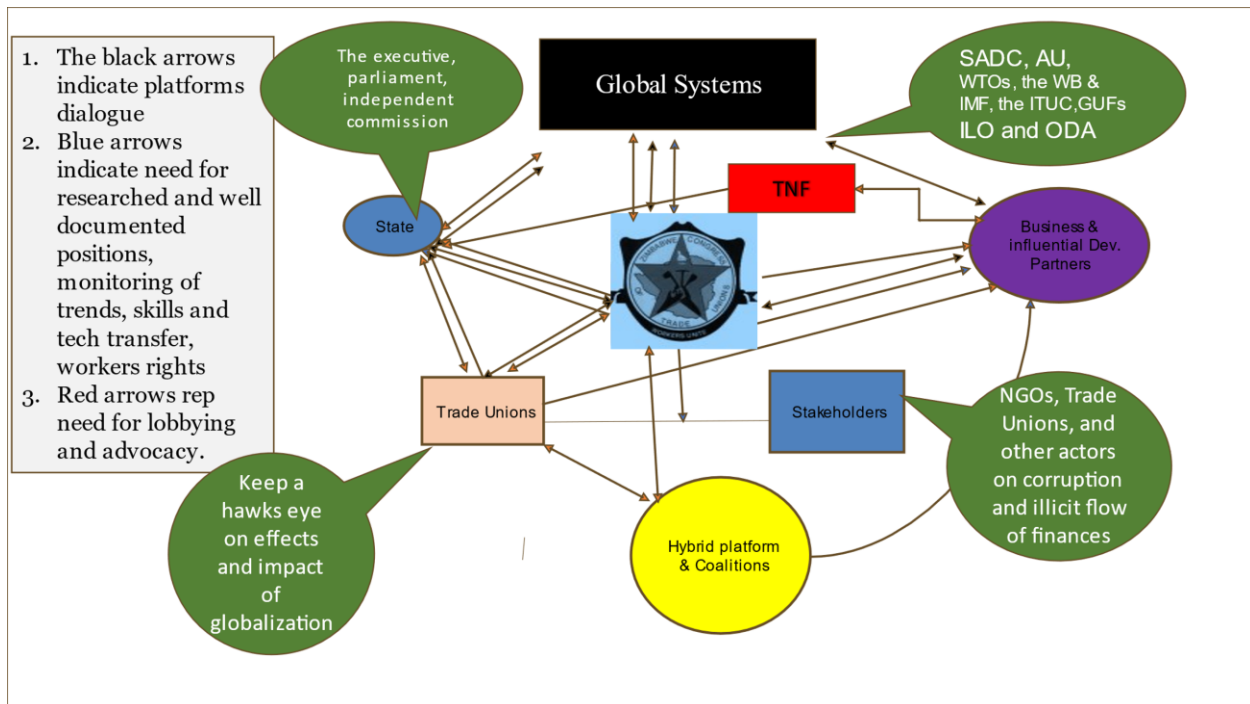 1. The black arrows
indicate platforms
dialogue
2. Blue arrows
indicate need for
researched and well
documented
positions,
monitoring of
trends, skills and
tech transfer,
workers rights
3. Red arrows rep
need for lobbying
and advocacy.
The executive,
parliament,
independent
commission
Global Systems
SADC, AU,
WTOs, the WB &
IMF, the ITUC,GUFs
ILO and ODA
TNF
State
ZIMBABWE CONGRESS
OF TRADE UNIONS
WORKERS UNITE
Business &
influential Dev.
Partners
Trade Unions
Stakeholders
NGOs, Trade
Unions, and
other actors
on corruption
and illicit flow
of finances
Keep a
hawks eye
on effects
and impact
of
globalization
Hybrid platform
& Coalitions